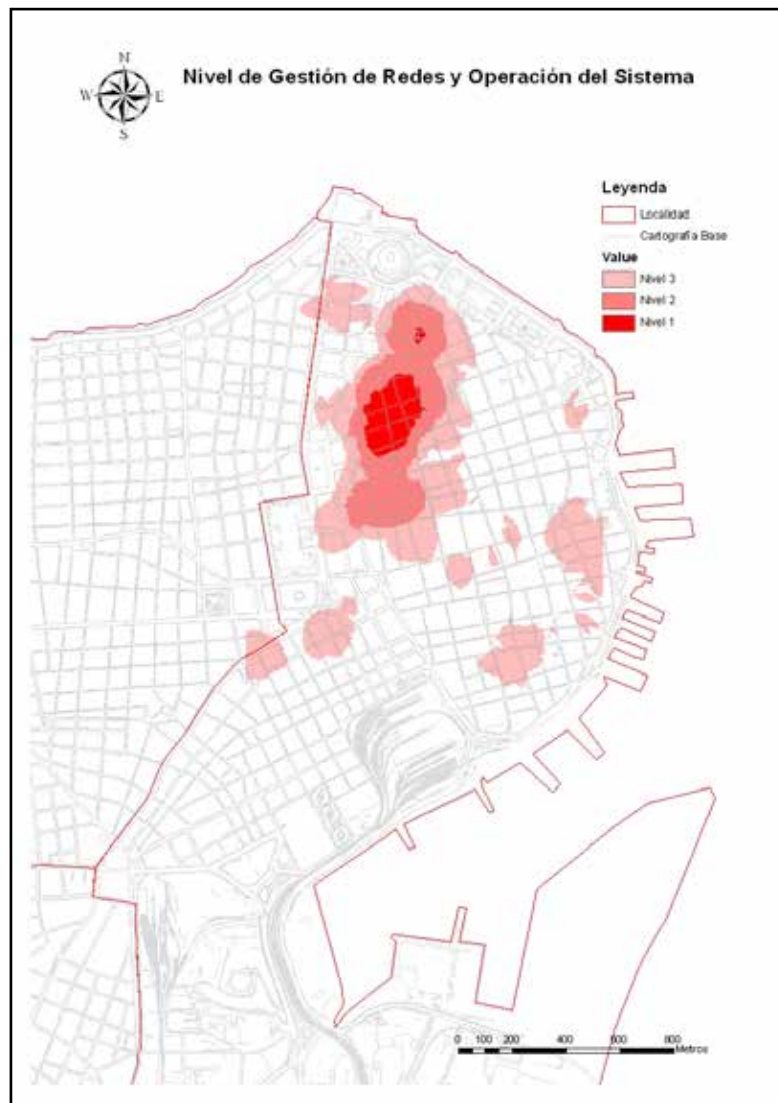 N
Nivel de Gestión de Redes y Operación del Sistema
W
E
S
Leyenda
Localidad
Cartografía Base
Value
Nivel 3
Nivel 2
Nivel 1
0 100 200 400 600 800
Metros